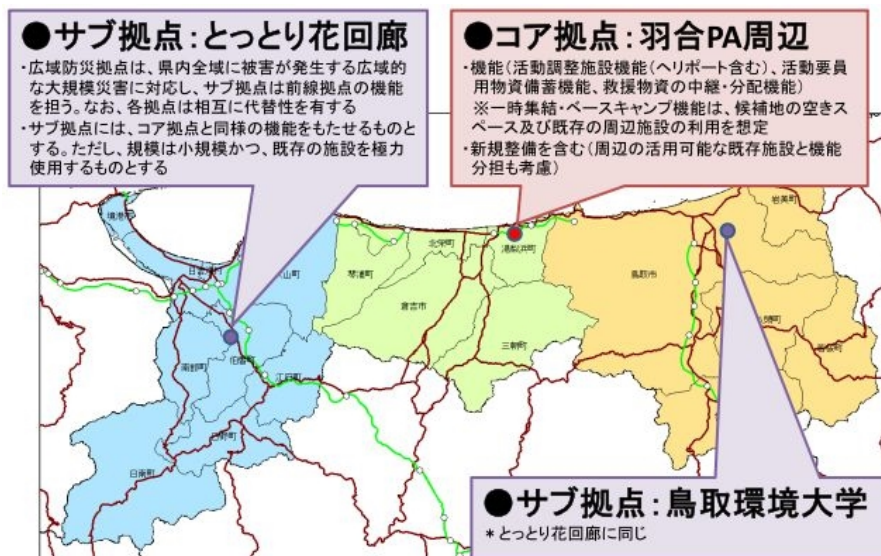 ●サブ拠点:とっとり花回廊
・広域防災拠点は、県内全域に被害が発生する広域的
な大規模災害に対応し、サブ拠点は前線拠点の機能
を担う。なお、各拠点は相互に代替性を有する
・サブ拠点には、コア拠点と同様の機能をもたせるものと
する。ただし、規模は小規模かつ、既存の施設を極力
使用するものとする
●コア拠点:羽合PA周辺
・機能(活動調整施設機能(ヘリポート含む)、活動要員
用物資備蓄機能、救援物資の中継・分配機能)
※一時集結・ベースキャンプ機能は、候補地の空きス
ペース及び既存の周辺施設の利用を想定
・新規整備を含む(周辺の活用可能な既存施設と機能
分担も考慮)
境港市
岩美町
北栄町
湯梨浜町
琴浦町
鳥取市
倉吉市
三朝町
南部町
伯耆町
江府町
日野町
日南町
●サブ拠点:鳥取環境大学
*とっとり花回廊に同じ